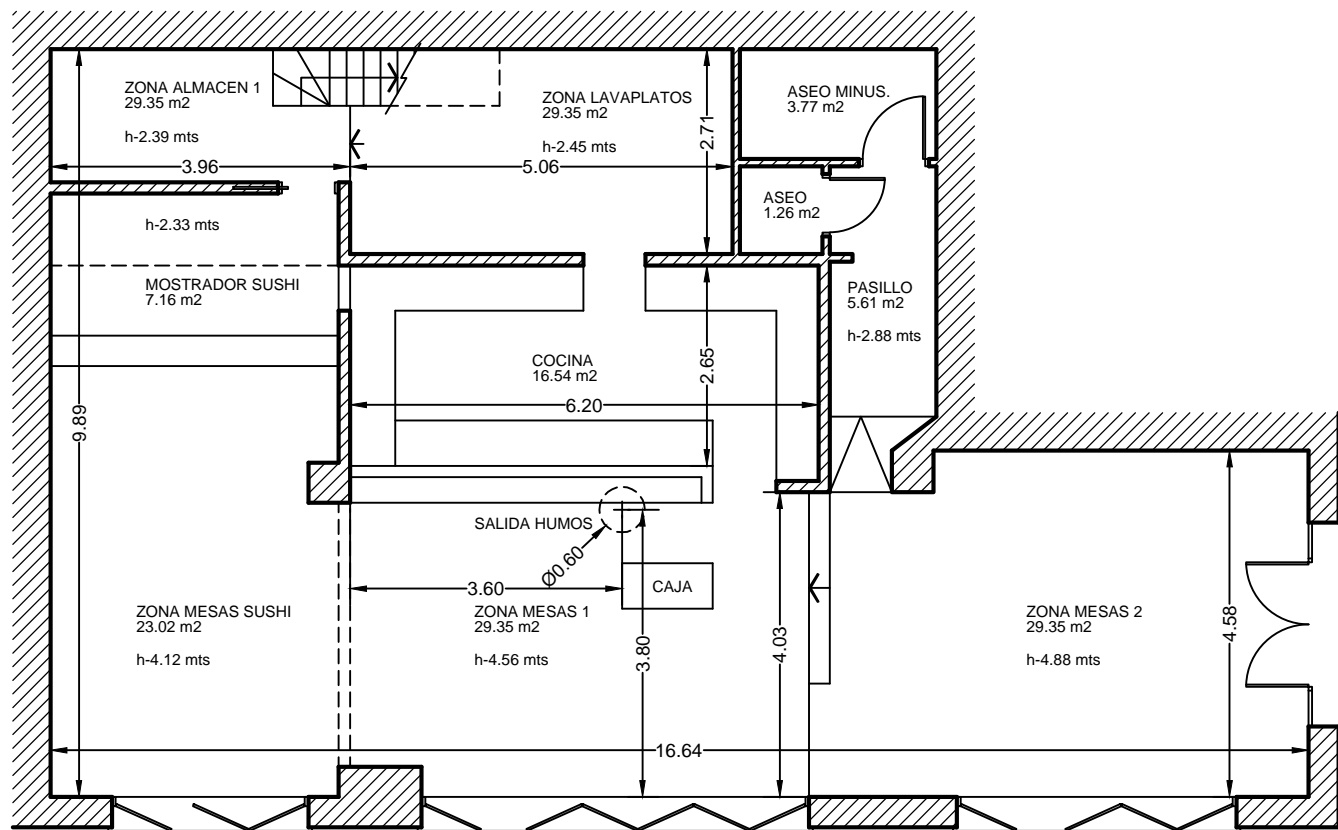 ZONA ALMACEN 1
29.35 m2
h-2.39 mts
3.96
ZONA LAVAPLATOS
29.35 m2
h-2.45 mts
5.06
2.71
ASEO MINUS.
3.77 m2
ASEO
1.26 m2
h-2.33 mts
MOSTRADOR SUSHI
7.16 m2
PASILLO
5.61 m2
h-2.88 mts
COCINA
16.54 m2
2.65
6.20
9.89
SALIDA HUMOS
Ø0.60
3.60
CAJA
ZONA MESAS SUSHI
23.02 m2
h-4.12 mts
ZONA MESAS 1
29.35 m2
h-4.56 mts
3.80
4.03
ZONA MESAS 2
29.35 m2
h-4.88 mts
4.58
16.64